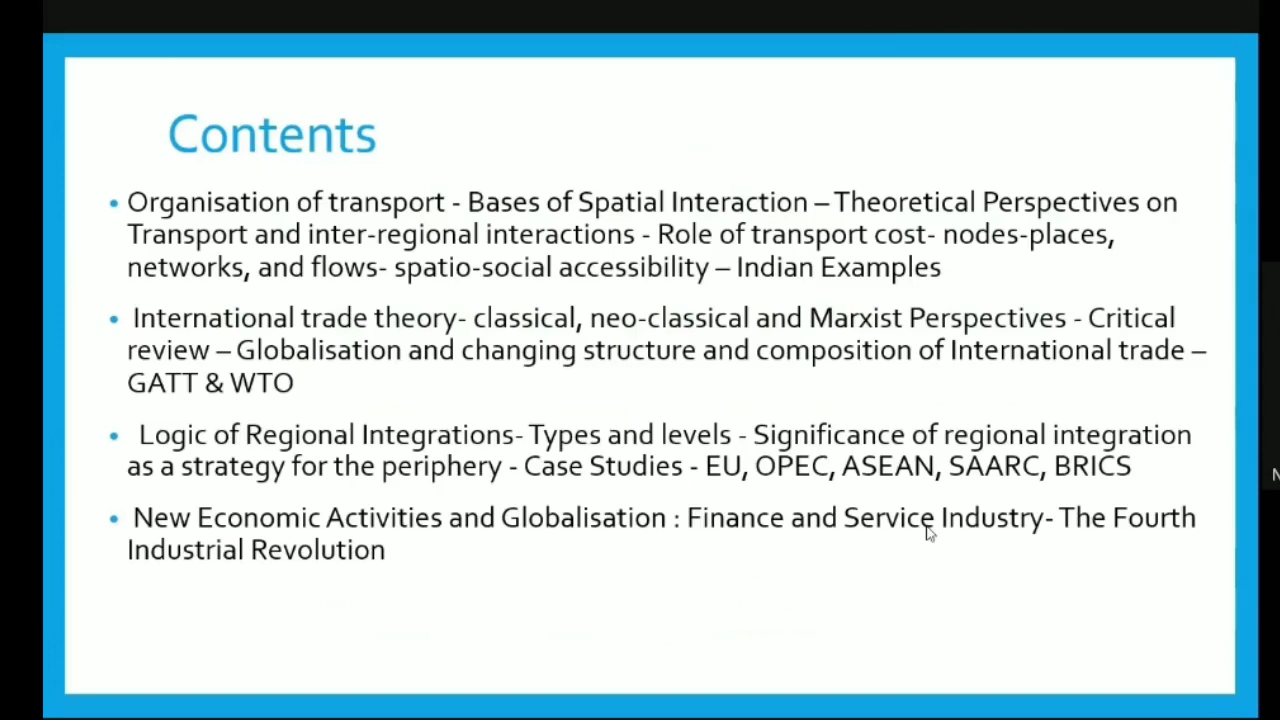 Contents
• Organisation of transport - Bases of Spatial Interaction – Theoretical Perspectives on
Transport and inter-regional interactions - Role of transport cost- nodes-places,
networks, and flows- spatio-social accessibility – Indian Examples
• International trade theory- classical, neo-classical and Marxist Perspectives - Critical
review – Globalisation and changing structure and composition of International trade –
GATT & WTO
• Logic of Regional Integrations- Types and levels - Significance of regional integration
as a strategy for the periphery - Case Studies - EU, OPEC, ASEAN, SAARC, BRICS
• New Economic Activities and Globalisation : Finance and Service Industry- The Fourth
Industrial Revolution